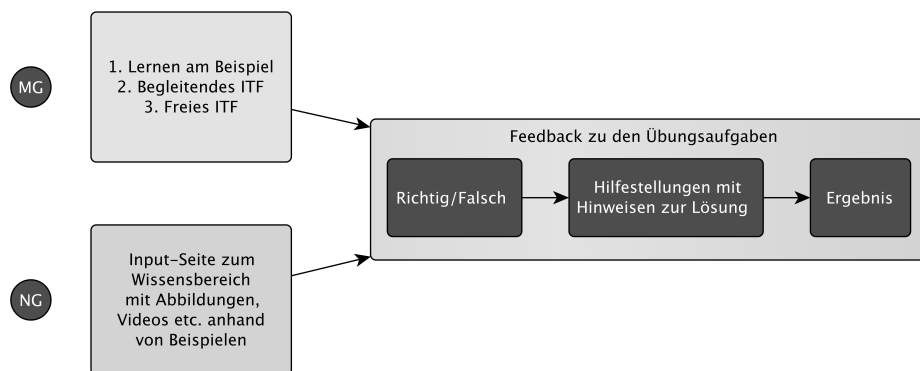 MG
1. Lernen am Beispiel
2. Begleitendes ITF
3. Freies ITF
Feedback zu den Übungsaufgaben
Richtig/Falsch
Hilfestellungen mit
Hinweisen zur Lösung
Ergebnis
NG
Input-Seite zum
Wissensbereich
mit Abbildungen,
Videos etc. anhand
von Beispielen